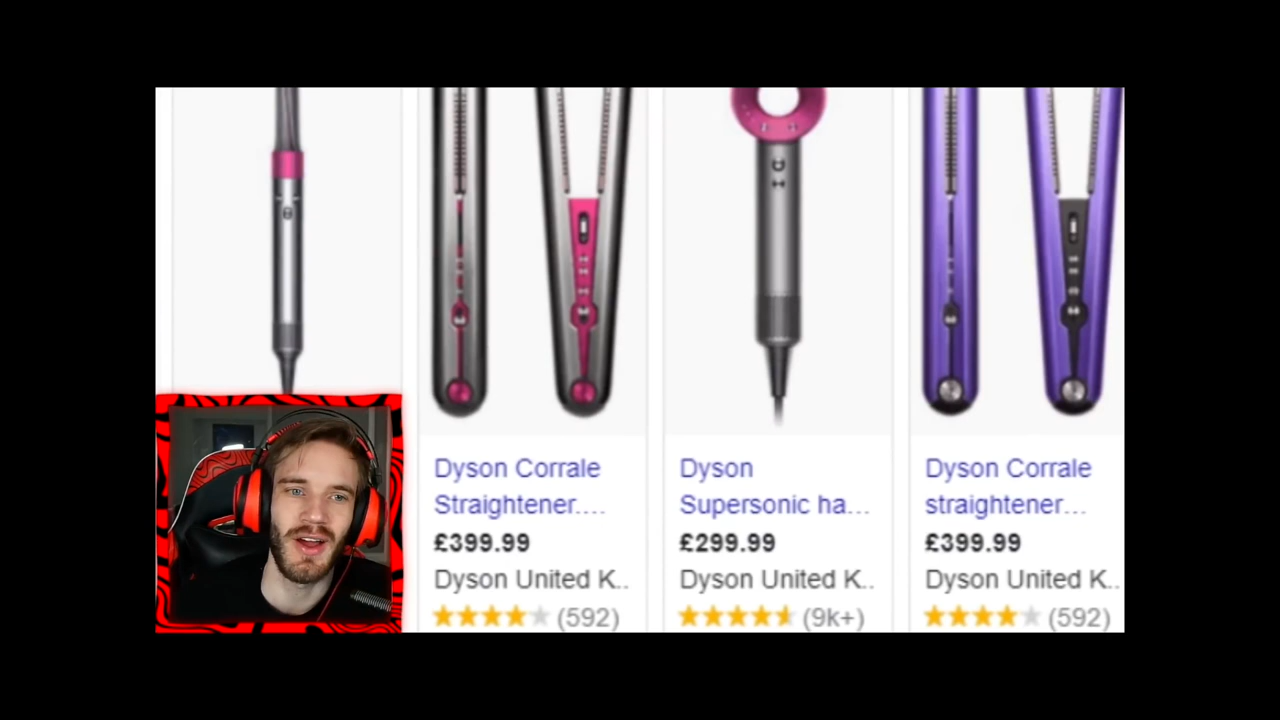 Dyson Corrale
Straightener....
£399.99
Dyson United K..
(592)
Dyson
Supersonic ha...
£299.99
Dyson United K..
(9k+)
Dyson Corrale
straightener...
£399.99
Dyson United K..
(592)